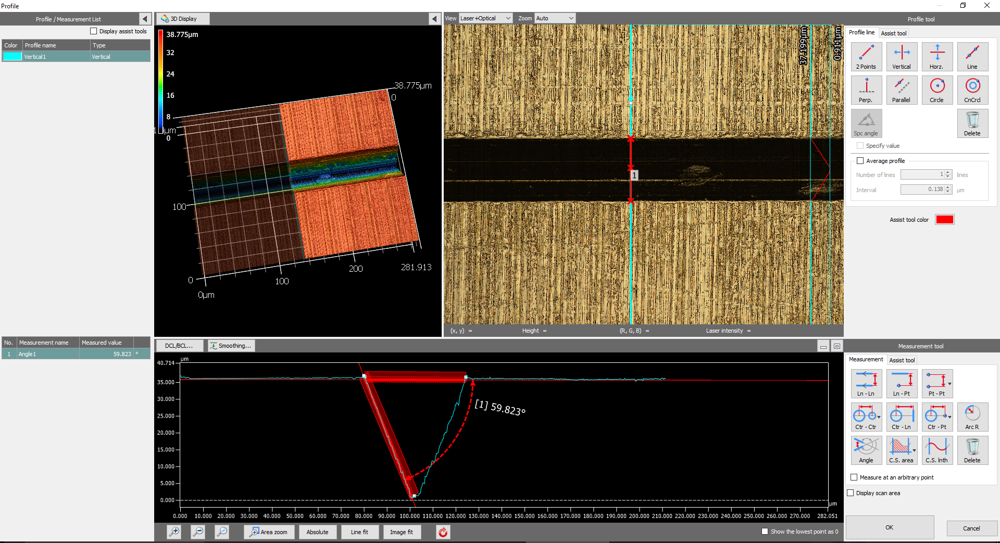 Profile
Profile / Measurement List
Display assist tools
Color Profile name Type
Vertical1 Vertical
No. Measurement name Measured value
1 Angle1 59.823 °
3D Display
38.775µm
32
24
16
8
0
38.775µm
0
0
100
0
0µm
100
200
281.913
View Laser+Optical Zoom Auto
37.199µm
0.911µm
1
(x, y) = Height = (R, G, B) = Laser intensity =
DCL/BCL... Smoothing...
µm
40.714
35.000
30.000
25.000
20.000
15.000
10.000
5.000
0.000
[1] 59.823°
µm
0.000 10.000 20.000 30.000 40.000 50.000 60.000 70.000 80.000 90.000 100.000 110.000 120.000 130.000 140.000 150.000 160.000 170.000 180.000 190.000 200.000 210.000 220.000 230.000 240.000 250.000 260.000 270.000 282.051
Area zoom Absolute Line fit Image fit Show the lowest point as 0
Profile tool
Profile line Assist tool
2 Points Vertical Horz. Line
Perp. Parallel Circle CnCrcl
Spc angle Delete
Specify value
Average profile
Number of lines 1 lines
Interval 0.138 µm
Assist tool color
Measurement tool
Measurement Assist tool
Ln - Ln Ln - Pt Pt - Pt
Ctr - Ctr Ctr - Ln Ctr - Pt Arc R
Angle C.S. area C.S. lnth Delete
Measure at an arbitrary point
Display scan area
OK Cancel